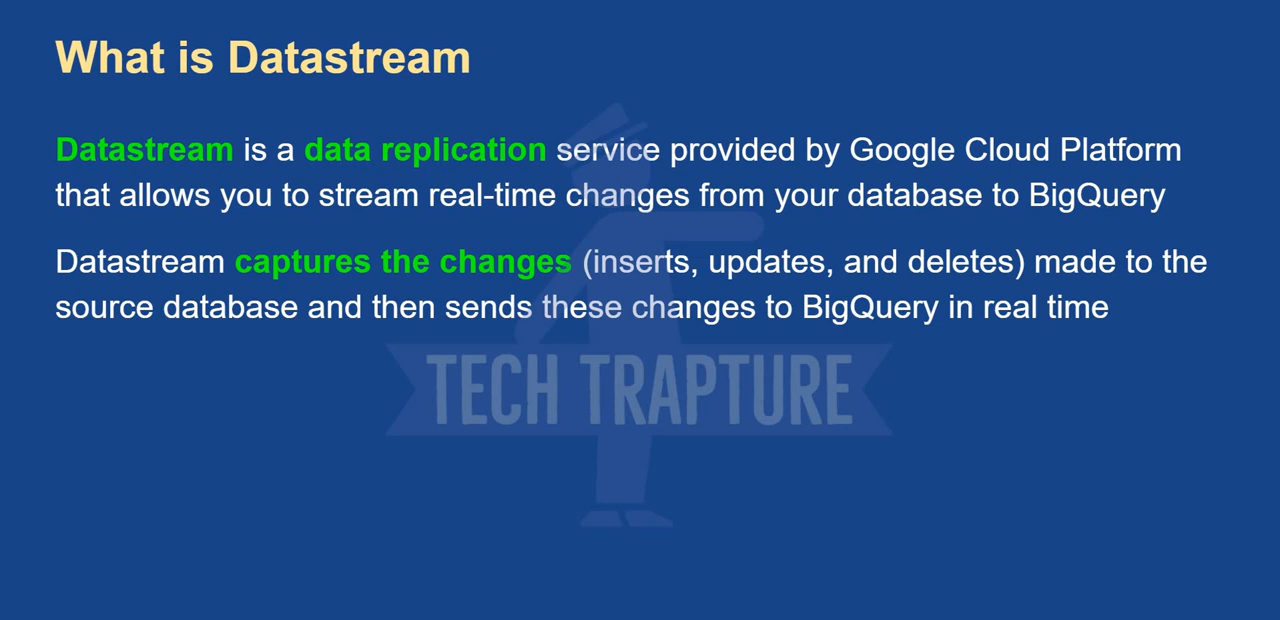 What is Datastream
Datastream is a data replication service provided by Google Cloud Platform
that allows you to stream real-time changes from your database to BigQuery
Datastream captures the changes (inserts, updates, and deletes) made to the
source database and then sends these changes to BigQuery in real time
TECH TRAPTURE